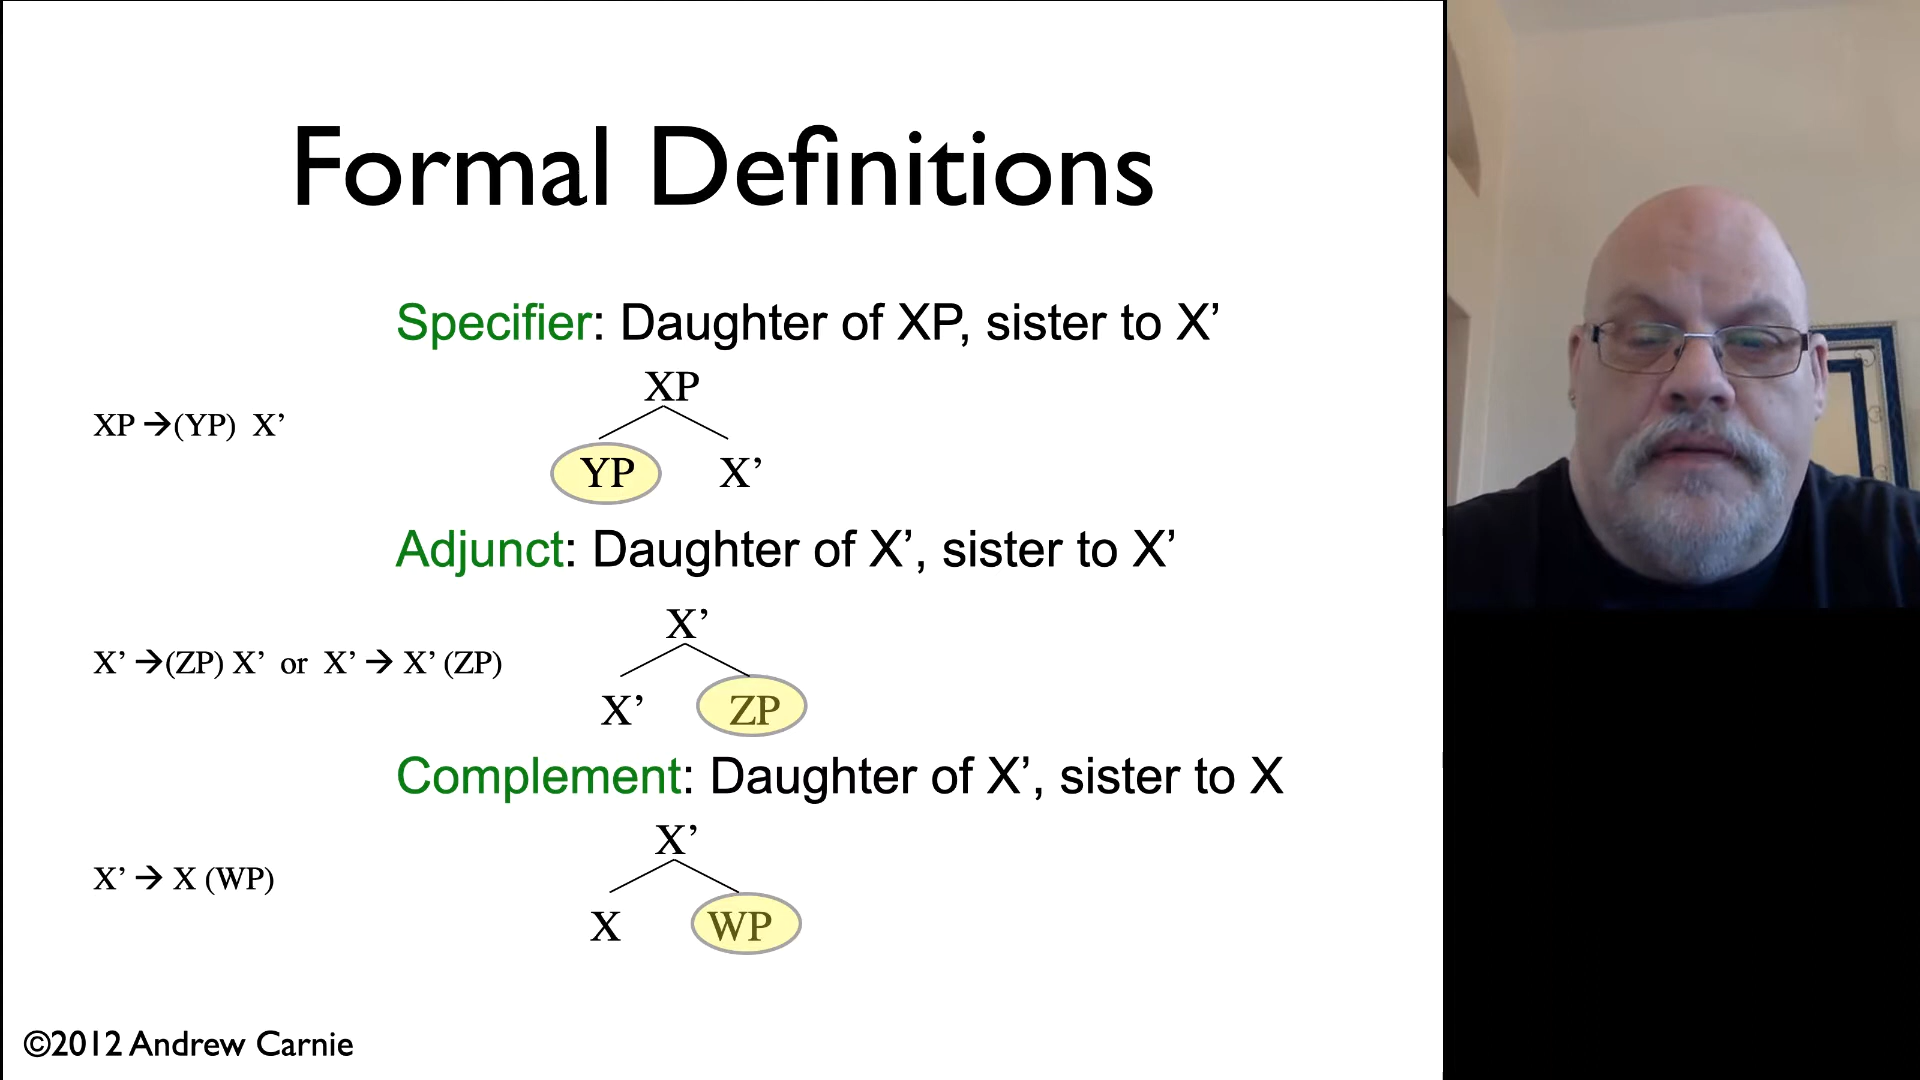 Formal Definitions
Specifier: Daughter of XP, sister to X’
XP
XP →(YP) X’
YP X’
Adjunct: Daughter of X’, sister to X’
X’
X’ →(ZP) X’ or X’ → X’ (ZP)
X’ ZP
Complement: Daughter of X’, sister to X
X’
X’ → X (WP)
X WP
©2012 Andrew Carnie